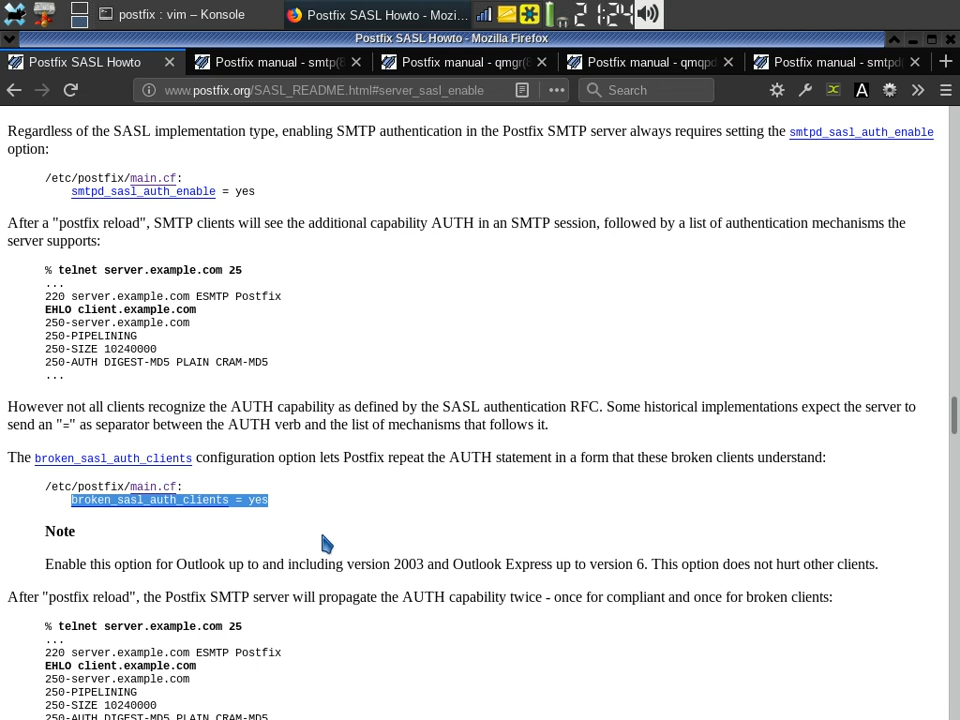 postfix : vim – Konsole
Postfix SASL Howto - Mozi...
2 1:24
Postfix SASL Howto - Mozilla Firefox
Postfix SASL Howto
Postfix manual - smtp(8
Postfix manual - qmgr(8
Postfix manual - qmqpd
Postfix manual - smtpd
www.postfix.org/SASL_README.html#server_sasl_enable
Search
A
Regardless of the SASL implementation type, enabling SMTP authentication in the Postfix SMTP server always requires setting the smtpd_sasl_auth_enable
option:
/etc/postfix/main.cf:
smtpd_sasl_auth_enable = yes
After a "postfix reload", SMTP clients will see the additional capability AUTH in an SMTP session, followed by a list of authentication mechanisms the
server supports:
% telnet server.example.com 25
...
220 server.example.com ESMTP Postfix
EHLO client.example.com
250-server.example.com
250-PIPELINING
250-SIZE 10240000
250-AUTH DIGEST-MD5 PLAIN CRAM-MD5
...
However not all clients recognize the AUTH capability as defined by the SASL authentication RFC. Some historical implementations expect the server to
send an "=" as separator between the AUTH verb and the list of mechanisms that follows it.
The broken_sasl_auth_clients configuration option lets Postfix repeat the AUTH statement in a form that these broken clients understand:
/etc/postfix/main.cf:
broken_sasl_auth_clients = yes
Note
Enable this option for Outlook up to and including version 2003 and Outlook Express up to version 6. This option does not hurt other clients.
After "postfix reload", the Postfix SMTP server will propagate the AUTH capability twice - once for compliant and once for broken clients:
% telnet server.example.com 25
...
220 server.example.com ESMTP Postfix
EHLO client.example.com
250-server.example.com
250-PIPELINING
250-SIZE 10240000
250-AUTH DIGEST-MD5 PLAIN CRAM-MD5